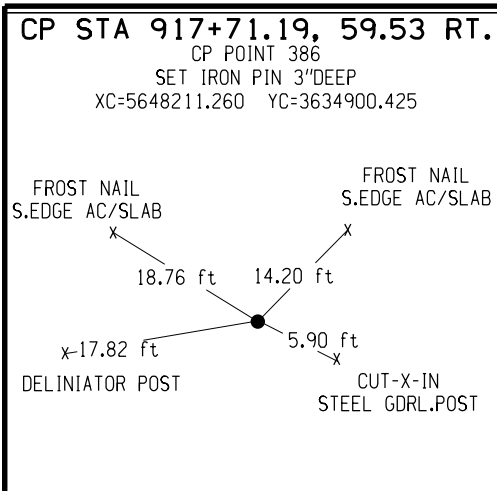 CP STA 917+71.19, 59.53 RT.
CP POINT 386
SET IRON PIN 3"DEEP
XC=5648211.260 YC=3634900.425
FROST NAIL
S.EDGE AC/SLAB
FROST NAIL
S.EDGE AC/SLAB
X
X
18.76 ft
14.20 ft
X
17.82 ft
5.90 ft
X
DELINIATOR POST
CUT-X-IN
STEEL GDRL.POST